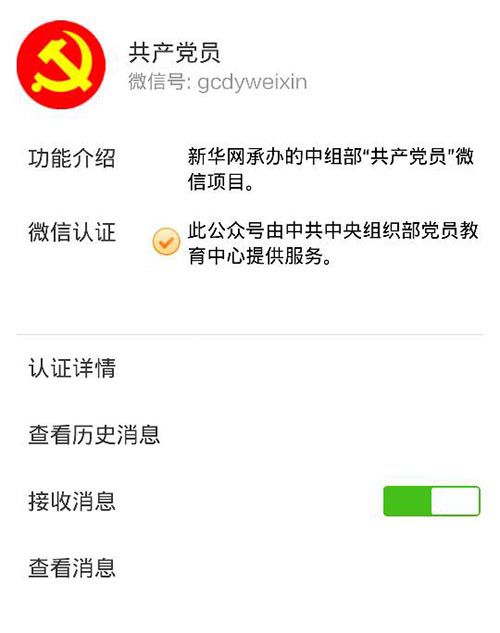 共产党员
微信号: gcdyweixin
功能介绍
新华网承办的中组部“共产党员”微
信项目。
微信认证
此公众号由中共中央组织部党员教
育中心提供服务。
认证详情
查看历史消息
接收消息
查看消息